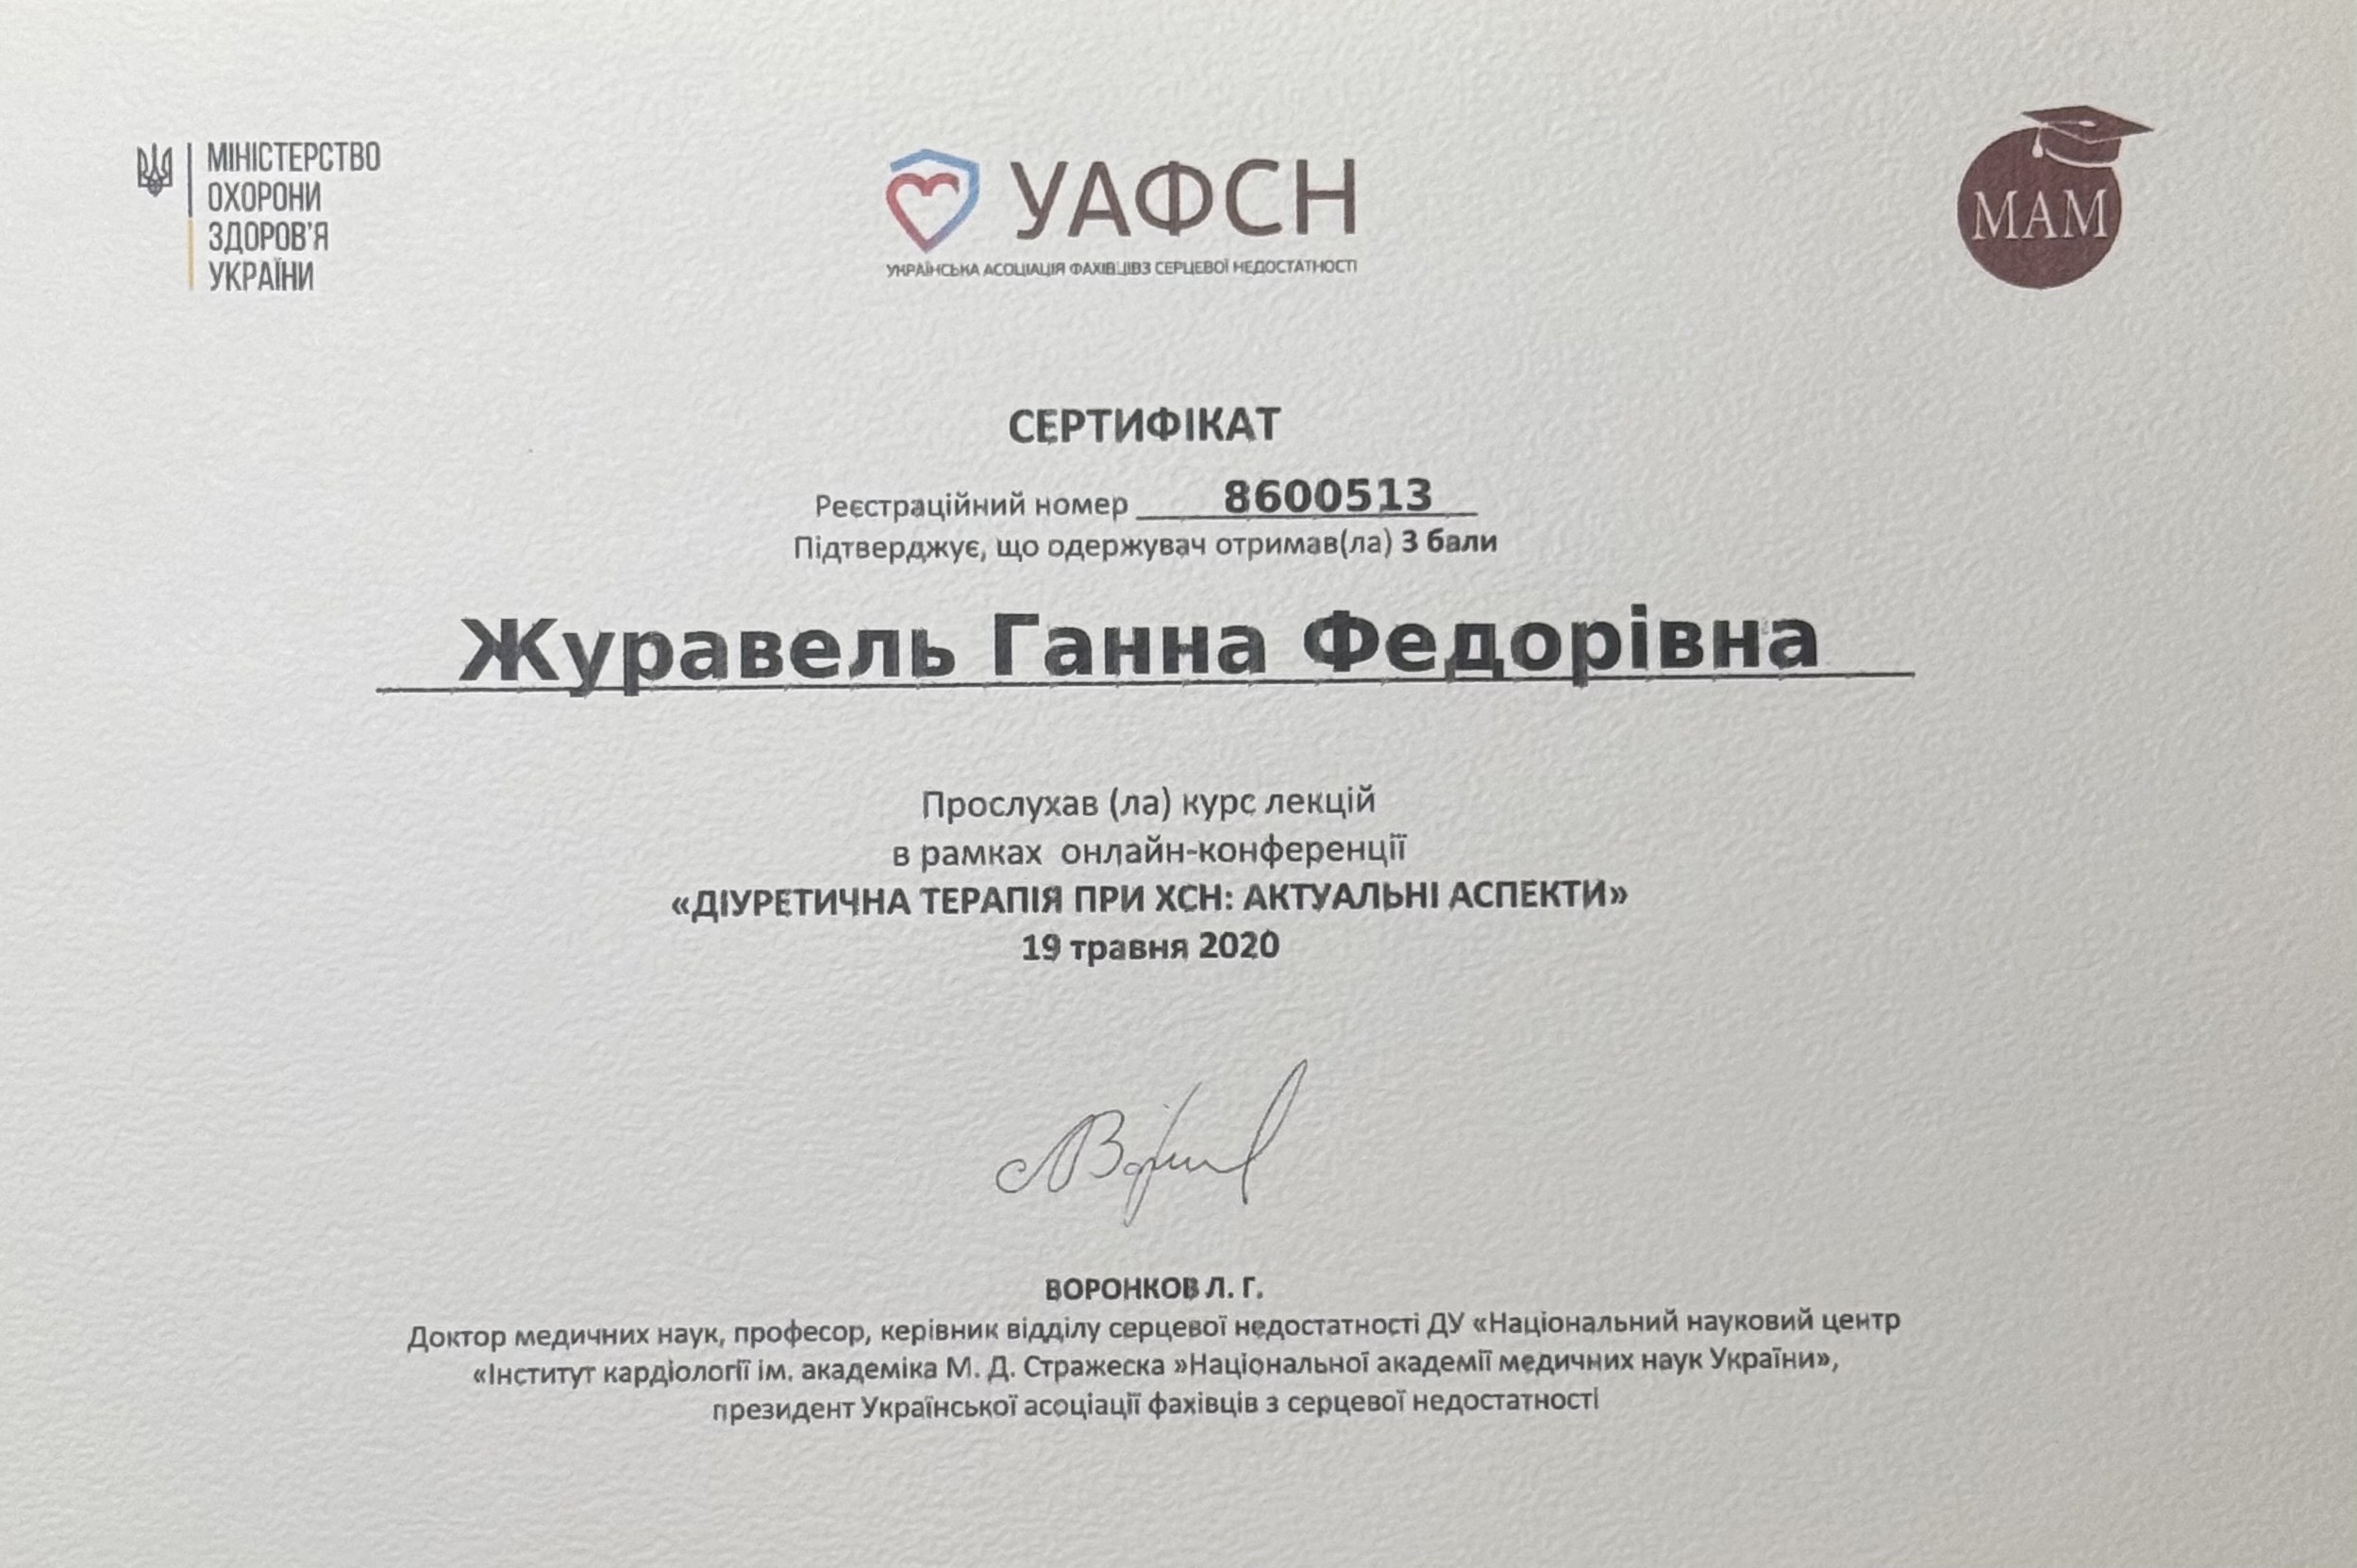 МІНІСТЕРСТВО
ОХОРОНИ
ЗДОРОВ'Я
УКРАЇНИ
УАФСН
УКРАЇНСЬКА АСОЦІАЦІЯ ФАХІВЦІВЗ СЕРЦЕВОЇ НЕДОСТАТНОСТІ
МАМ
СЕРТИФІКАТ
Реєстраційний номер 8600513
Підтверджує, що одержувач отримав(ла) 3 бали
Журавель Ганна Федорівна
Прослухав (ла) курс лекцій
в рамках онлайн-конференції
«ДІУРЕТИЧНА ТЕРАПІЯ ПРИ ХСН: АКТУАЛЬНІ АСПЕКТИ»
19 травня 2020
ВОРОНКОВ Л. Г.
Доктор медичних наук, професор, керівник відділу серцевої недостатності ДУ «Національний науковий центр
«Інститут кардіології ім. академіка М. Д. Стражеска »Національної академії медичних наук України»,
президент Української асоціації фахівців з серцевої недостатності